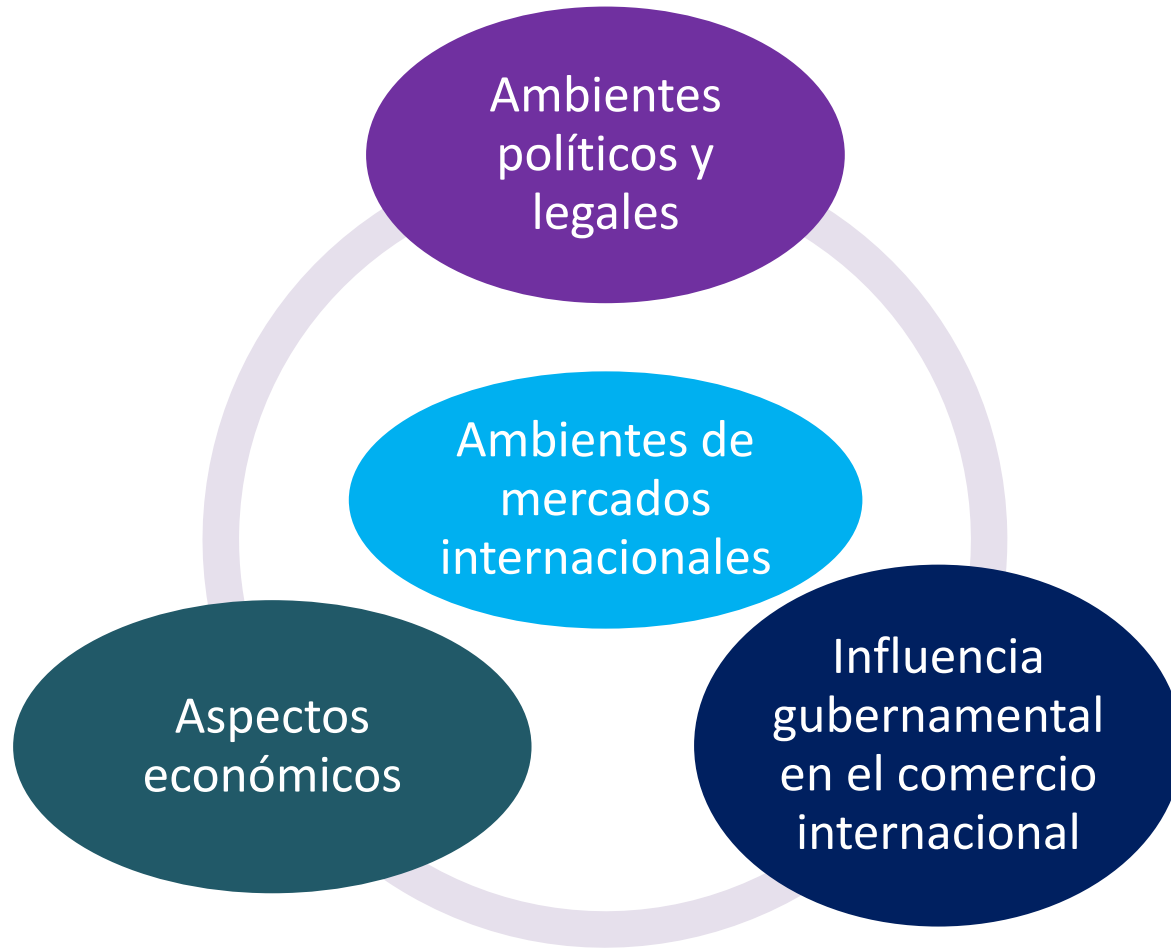 Ambientes
políticos y
legales
Ambientes de
mercados
internacionales
Influencia
gubernamental
en el comercio
internacional
Aspectos
económicos